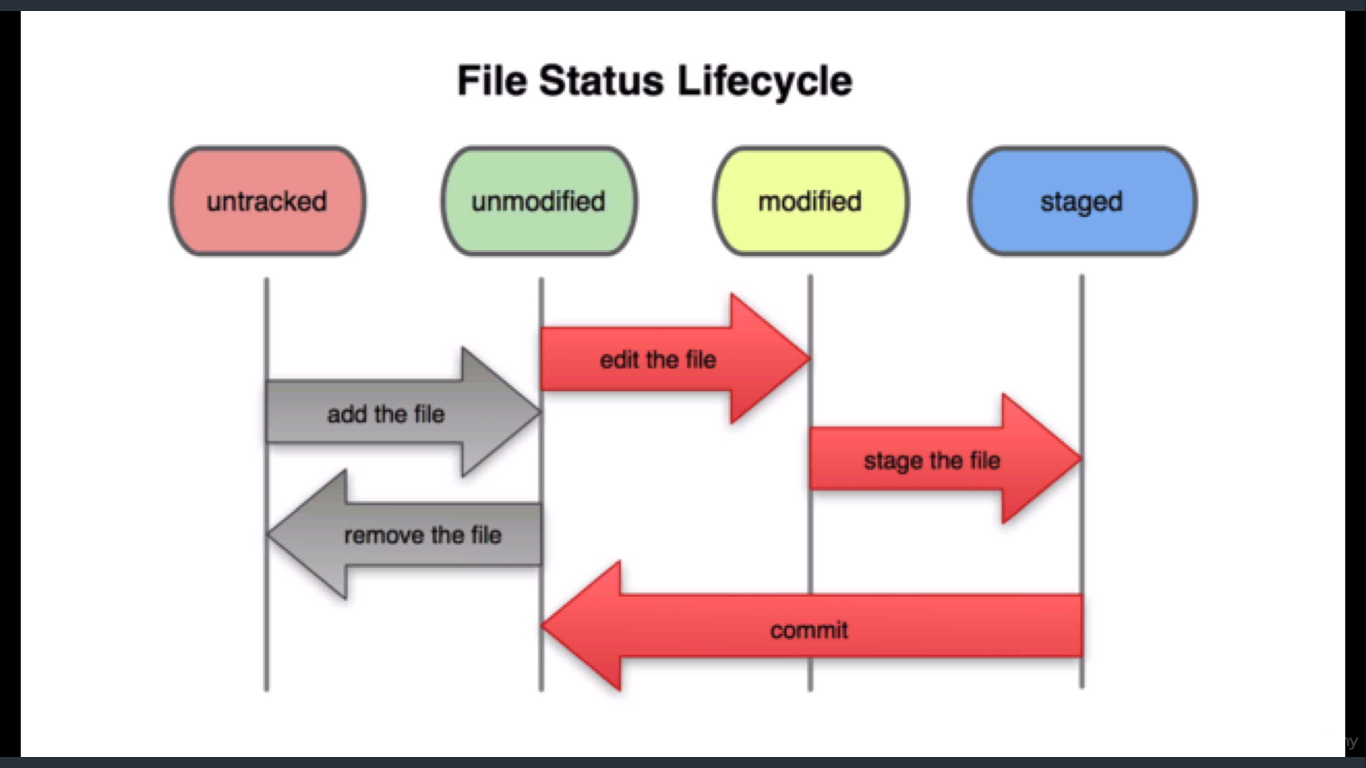 File Status Lifecycle
untracked
unmodified
modified
staged
edit the file
add the file
stage the file
remove the file
commit